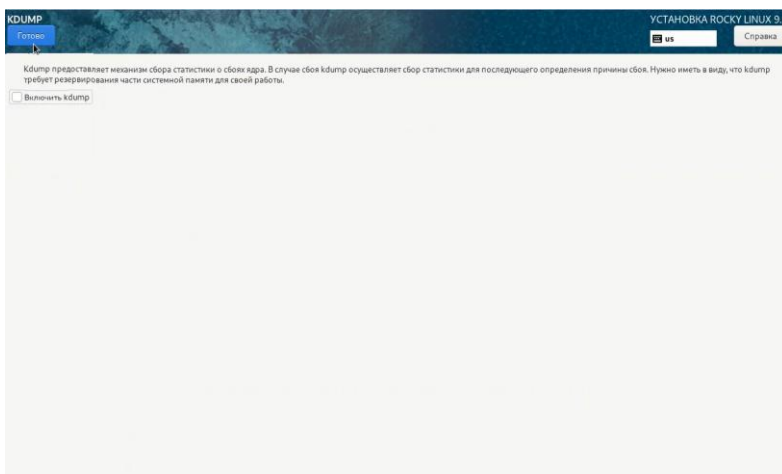 KDUMP
УСТАНОВКА ROCKY LINUX 9.
Готово
us
Справка
Kdump предоставляет механизм сбора статистики о сбоях ядра. В случае сбоя kdump осуществляет сбор статистики для последующего определения причины сбоя. Нужно иметь в виду, что kdump
требует резервирования части системной памяти для своей работы.
Включить kdump